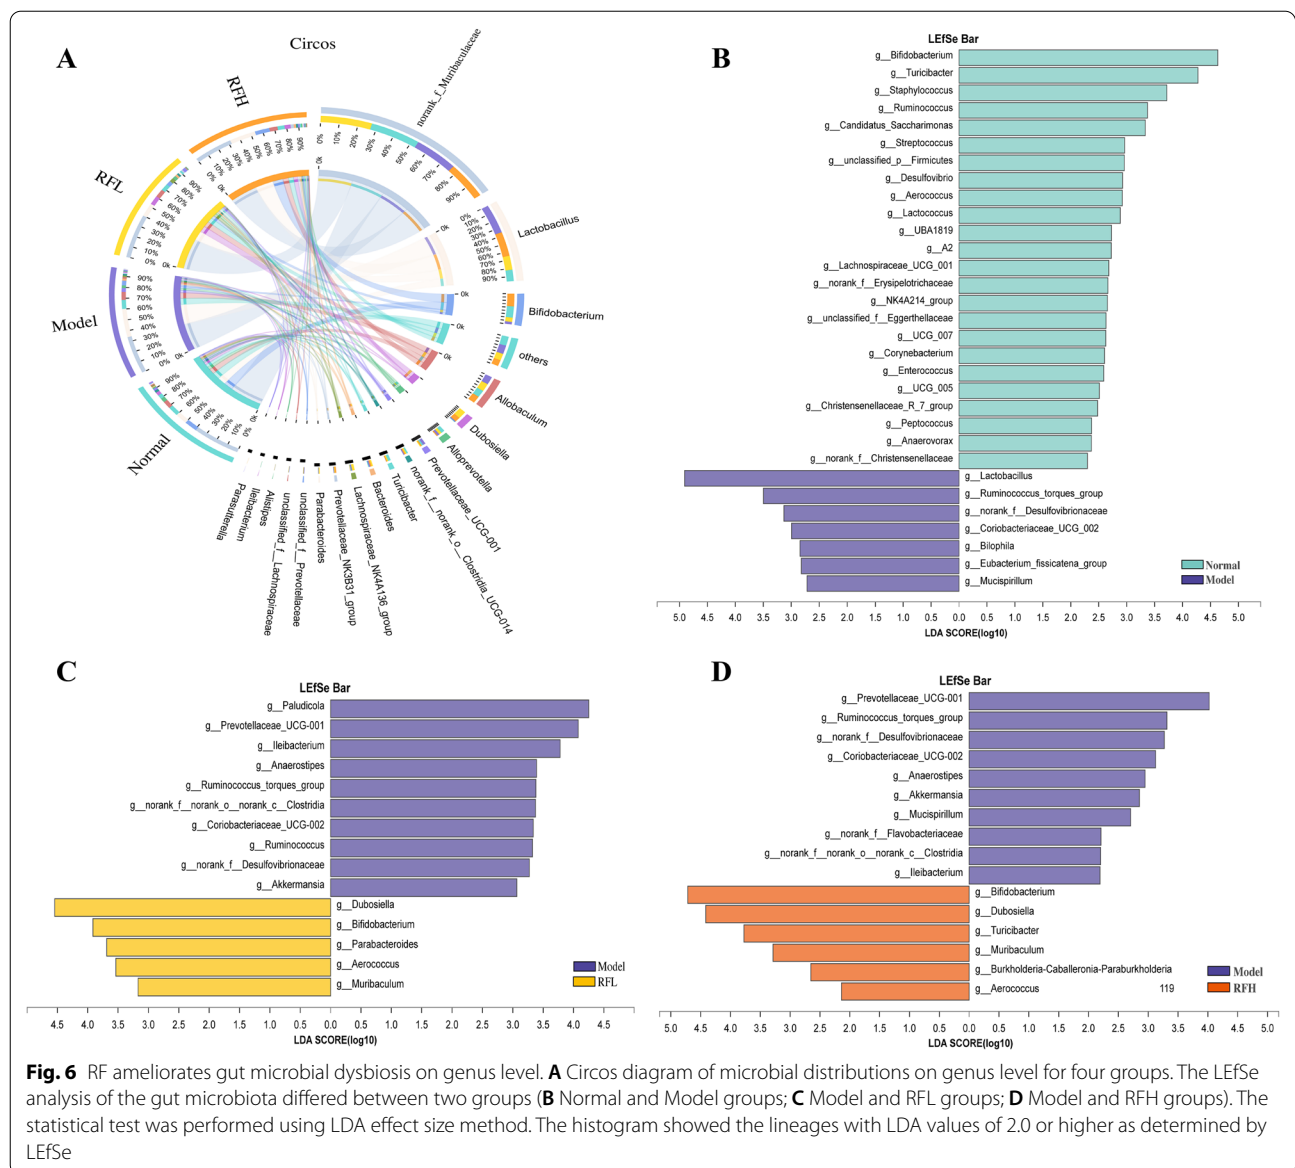 A
Circos
norank_f_Muribaculaceae
RFH
RFL
Model
Normal
Lactobacillus
Bifidobacterium
others
Allobaculum
Dubosiella
Alloprevotella
Prevotellaceae_UCG-001
norank_f__norank_o__Clostridia_UCG-014
Turicibacter
Bacteroides
Lachnospiraceae_NK4A136_group
Prevotellaceae_NK3B31_group
Parabacteroides
unclassified_f__Prevotellaceae
unclassified_f__Lachnospiraceae
Alistipes
Ileibacterium
Parasutterella
B
LEfSe Bar
g__Bifidobacterium
g__Turicibacter
g__Staphylococcus
g__Ruminococcus
g__Candidatus_Saccharimonas
g__Streptococcus
g__unclassified_p__Firmicutes
g__Desulfovibrio
g__Aerococcus
g__Lactococcus
g__UBA1819
g__A2
g__Lachnospiraceae_UCG_001
g__norank_f__Erysipelotrichaceae
g__NK4A214_group
g__unclassified_f__Eggerthellaceae
g__UCG_007
g__Corynebacterium
g__Enterococcus
g__UCG_005
g__Christensenellaceae_R_7_group
g__Peptococcus
g__Anaerovorax
g__norank_f__Christensenellaceae
g__Lactobacillus
g__Ruminococcus_torques_group
g__norank_f__Desulfovibrionaceae
g__Coriobacteriaceae_UCG_002
g__Bilophila
g__Eubacterium_fissicatena_group
g__Mucispirillum
Normal
Model
5.0 4.5 4.0 3.5 3.0 2.5 2.0 1.5 1.0 0.5 0.0 0.5 1.0 1.5 2.0 2.5 3.0 3.5 4.0 4.5 5.0
LDA SCORE(log10)
C
LEfSe Bar
g__Paludicola
g__Prevotellaceae_UCG-001
g__Ileibacterium
g__Anaerostipes
g__Ruminococcus_torques_group
g__norank_f__norank_o__norank_c__Clostridia
g__Coriobacteriaceae_UCG-002
g__Ruminococcus
g__norank_f__Desulfovibrionaceae
g__Akkermansia
g__Dubosiella
g__Bifidobacterium
g__Parabacteroides
g__Aerococcus
g__Muribaculum
Model
RFL
4.5 4.0 3.5 3.0 2.5 2.0 1.5 1.0 0.5 0.0 0.5 1.0 1.5 2.0 2.5 3.0 3.5 4.0 4.5
LDA SCORE(log10)
D
LEfSe Bar
g__Prevotellaceae_UCG-001
g__Ruminococcus_torques_group
g__norank_f__Desulfovibrionaceae
g__Coriobacteriaceae_UCG-002
g__Anaerostipes
g__Akkermansia
g__Mucispirillum
g__norank_f__Flavobacteriaceae
g__norank_f__norank_o__norank_c__Clostridia
g__Ileibacterium
g__Bifidobacterium
g__Dubosiella
g__Turicibacter
g__Muribaculum
g__Burkholderia-Caballeronia-Paraburkholderia
g__Aerococcus 119
Model
RFH
5.0 4.5 4.0 3.5 3.0 2.5 2.0 1.5 1.0 0.5 0.0 0.5 1.0 1.5 2.0 2.5 3.0 3.5 4.0 4.5 5.0
LDA SCORE(log10)
Fig. 6 RF ameliorates gut microbial dysbiosis on genus level. A Circos diagram of microbial distributions on genus level for four groups. The LEfSe
analysis of the gut microbiota differed between two groups (B Normal and Model groups; C Model and RFL groups; D Model and RFH groups). The
statistical test was performed using LDA effect size method. The histogram showed the lineages with LDA values of 2.0 or higher as determined by
LEfSe